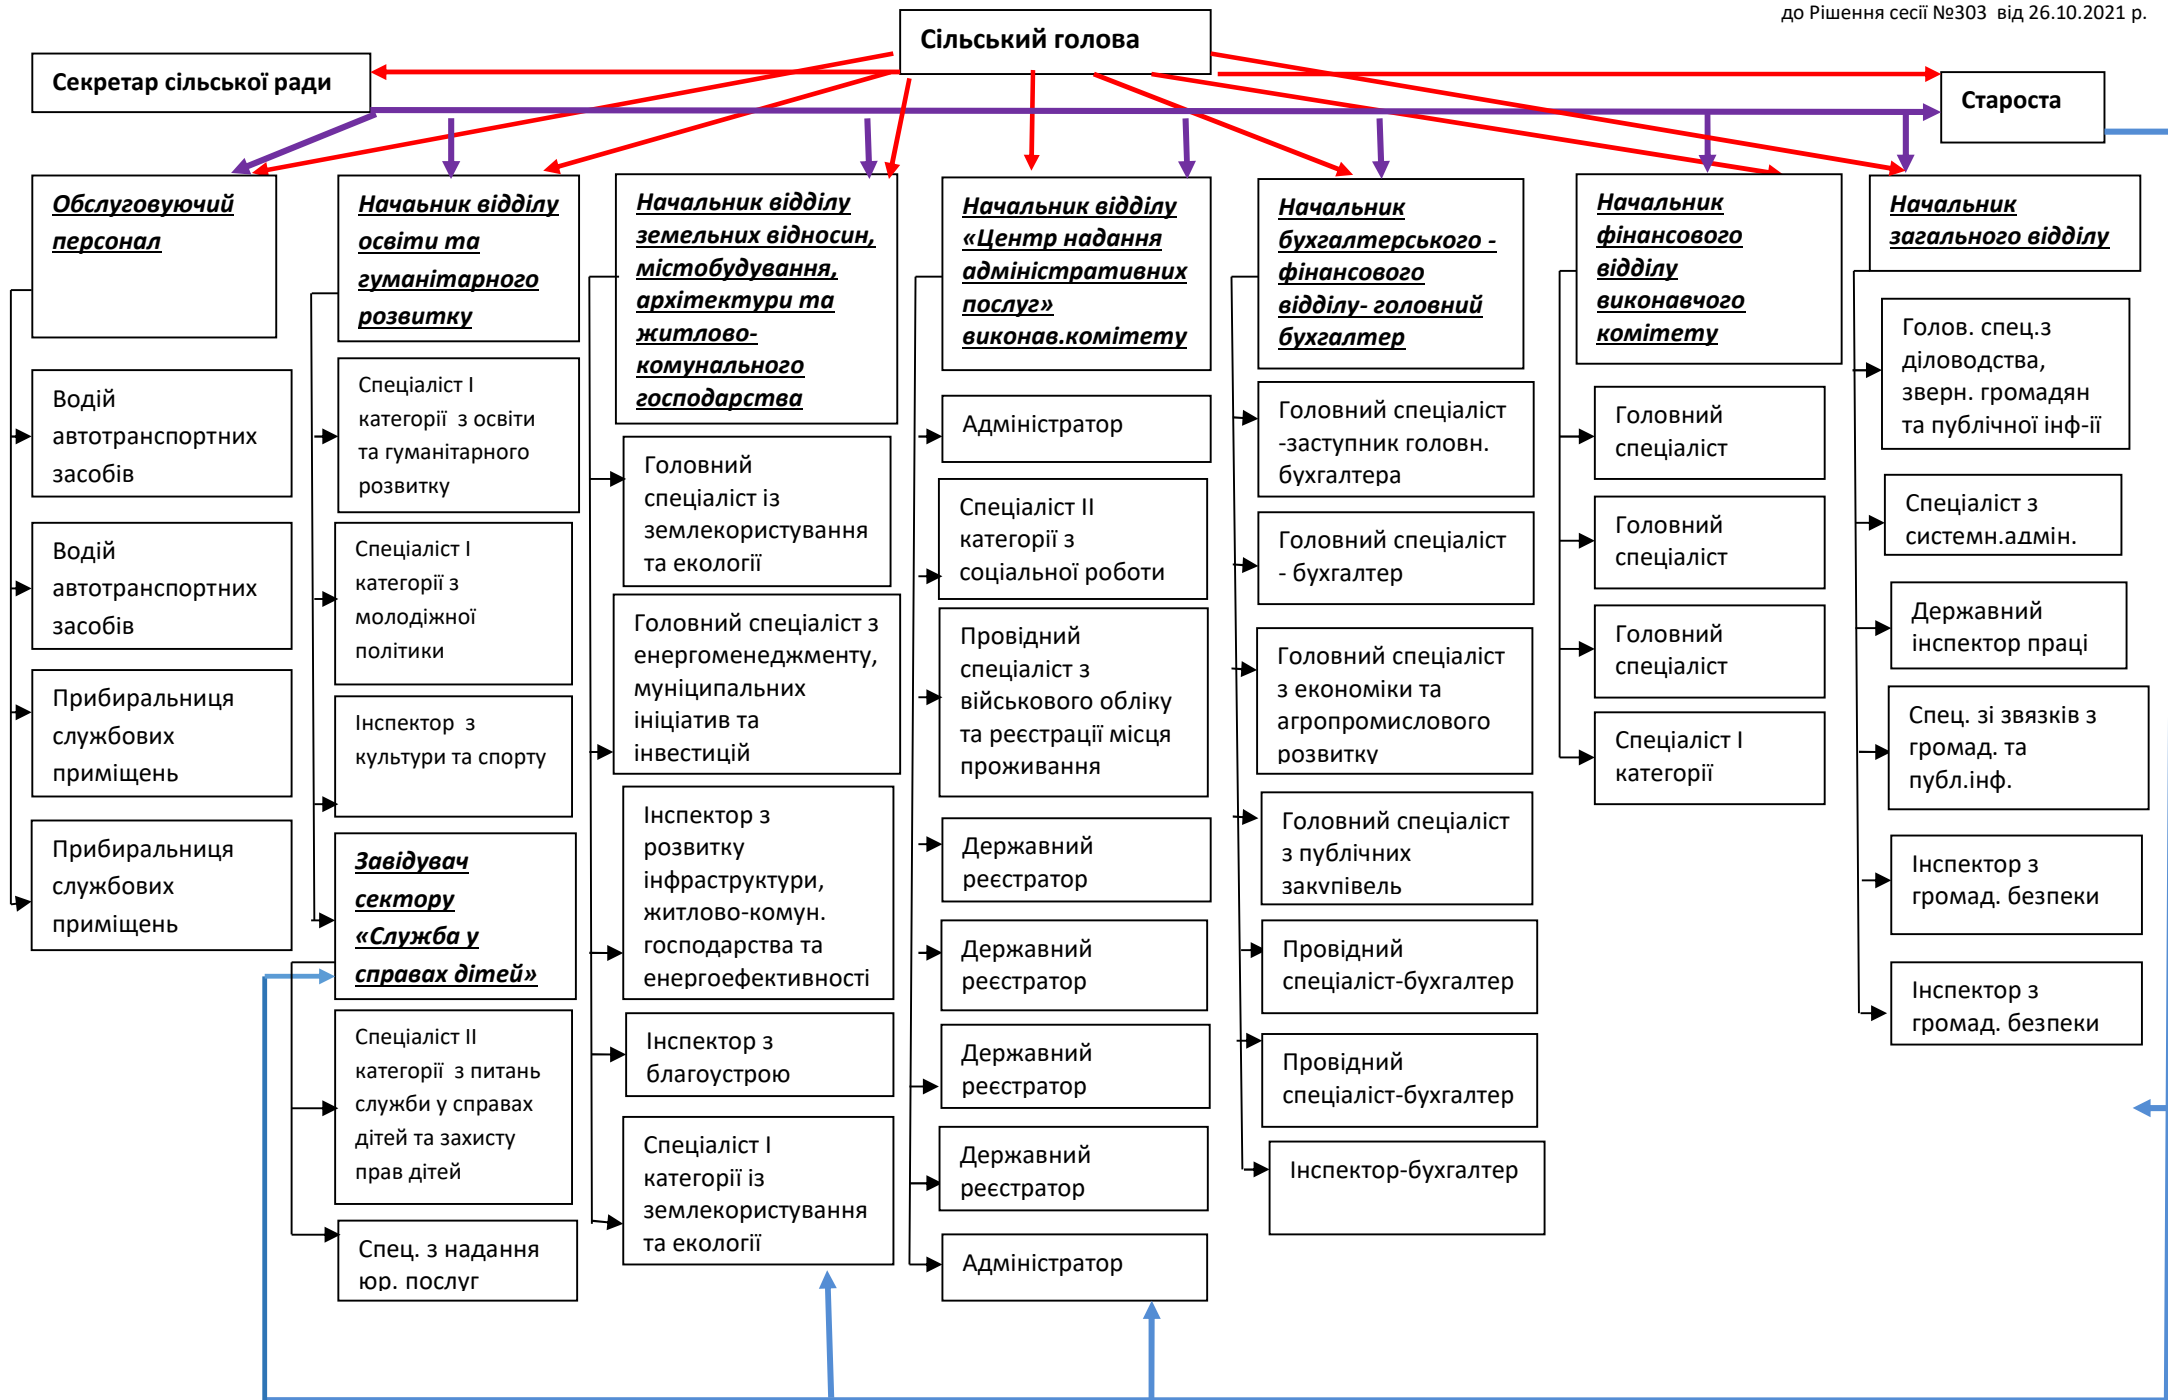 до Рішення сесії №303 від 26.10.2021 р.
Сільський голова
Секретар сільської ради
Староста
Обслуговуючий
персонал
Водій
автотранспортних
засобів
Водій
автотранспортних
засобів
Прибиральниця
службових
приміщень
Прибиральниця
службових
приміщень
Начаьник відділу
освіти та
гуманітарного
розвитку
Спеціаліст І
категорії з освіти
та гуманітарного
розвитку
Спеціаліст І
категорії з
молодіжної
політики
Інспектор з
культури та спорту
Завідувач
сектору
«Служба у
справах дітей»
Спеціаліст ІІ
категорії з питань
служби у справах
дітей та захисту
прав дітей
Спец. з надання
юр. послуг
Начальник відділу
земельних відносин,
містобудування,
архітектури та
житлово-
комунального
господарства
Головний
спеціаліст із
землекористування
та екології
Головний спеціаліст з
енергоменеджменту,
муніципальних
ініціатив та
інвестицій
Інспектор з
розвитку
інфраструктури,
житлово-комун.
господарства та
енергоефективності
Інспектор з
благоустрою
Спеціаліст І
категорії із
землекористування
та екології
Начальник відділу
«Центр надання
адміністративних
послуг»
виконав.комітету
Адміністратор
Спеціаліст ІІ
категорії з
соціальної роботи
Провідний
спеціаліст з
військового обліку
та реєстрації місця
проживання
Державний
реєстратор
Державний
реєстратор
Державний
реєстратор
Державний
реєстратор
Адміністратор
Начальник
бухгалтерського -
фінансового
відділу- головний
бухгалтер
Головний спеціаліст
-заступник головн.
бухгалтера
Головний спеціаліст
- бухгалтер
Головний спеціаліст
з економіки та
агропромислового
розвитку
Головний спеціаліст
з публічних
закупівель
Провідний
спеціаліст-бухгалтер
Провідний
спеціаліст-бухгалтер
Інспектор-бухгалтер
Начальник
фінансового
відділу
виконавчого
комітету
Головний
спеціаліст
Головний
спеціаліст
Головний
спеціаліст
Спеціаліст І
категорії
Начальник
загального відділу
Голов. спец.з
діловодства,
зверн. громадян
та публічної інф-ії
Спеціаліст з
системн.адмін.
Державний
інспектор праці
Спец. зі звязків з
громад. та
публ.інф.
Інспектор з
громад. безпеки
Інспектор з
громад. безпеки